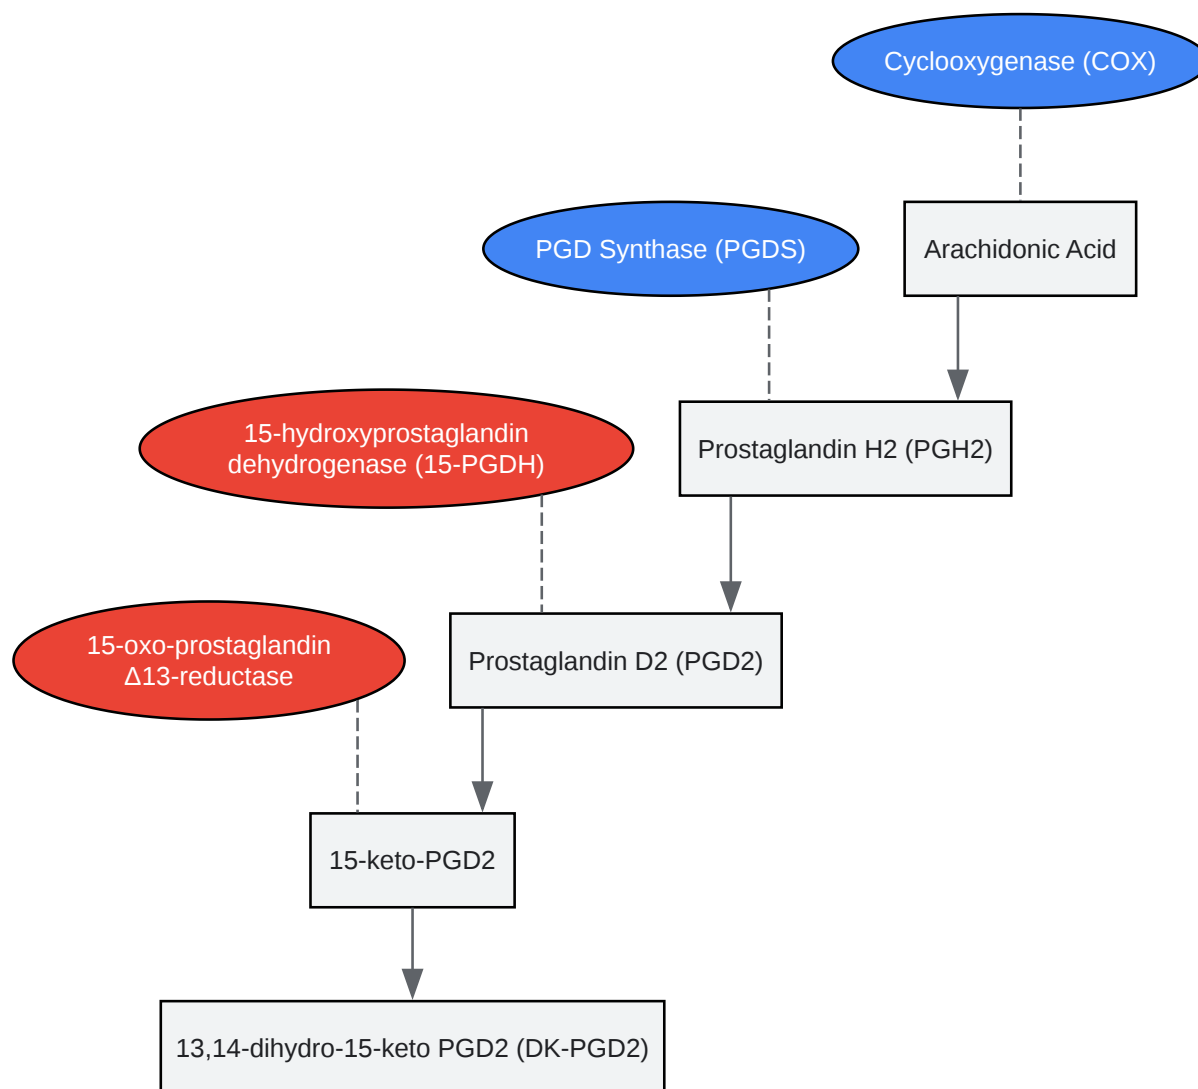 Cyclooxygenase (COX)
PGD Synthase (PGDS)
Arachidonic Acid
15-hydroxyprostaglandin
dehydrogenase (15-PGDH)
Prostaglandin H2 (PGH2)
15-oxo-prostaglandin
Δ13-reductase
Prostaglandin D2 (PGD2)
15-keto-PGD2
13,14-dihydro-15-keto PGD2 (DK-PGD2)